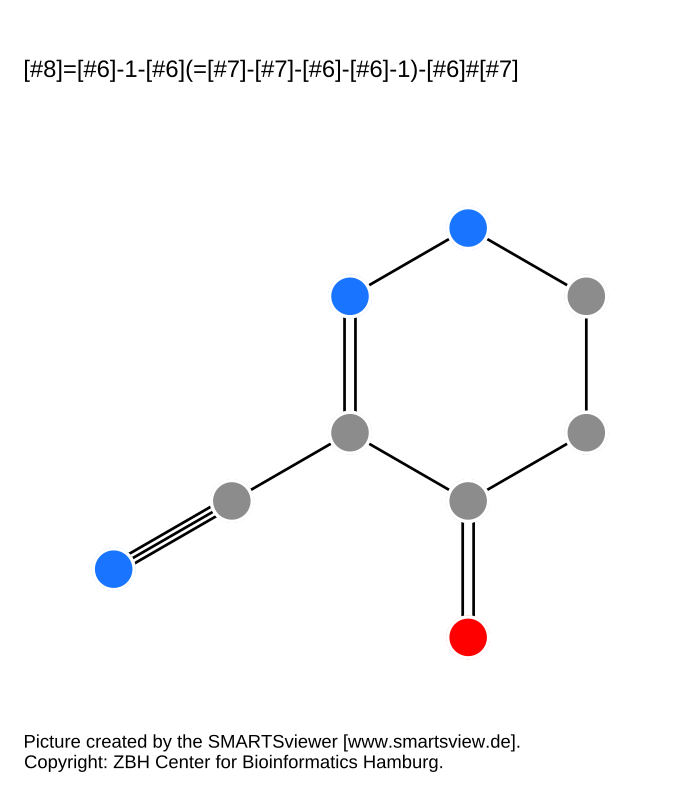 [#8]=[#6]-1-[#6](=[#7]-[#7]-[#6]-[#6]-1)-[#6]#[#7]
Picture created by the SMARTSviewer [www.smartsview.de].
Copyright: ZBH Center for Bioinformatics Hamburg.